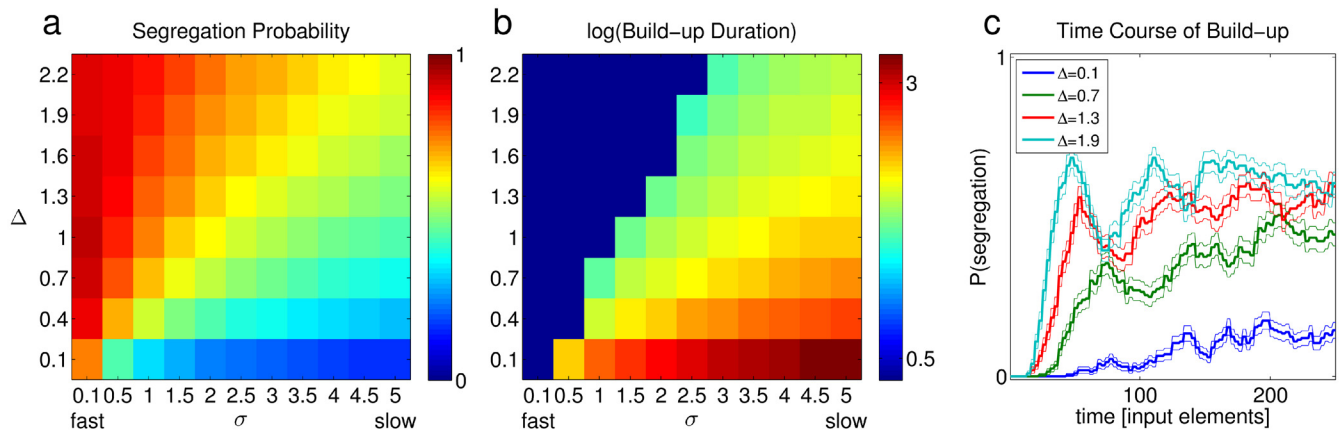 a
Segregation Probability
Δ
2.2
1.9
1.6
1.3
1
0.7
0.4
0.1
0.1 0.5 1 1.5 2 2.5 3 3.5 4 4.5 5
fast σ slow
1
0
b
log(Build-up Duration)
2.2
1.9
1.6
1.3
1
0.7
0.4
0.1
0.1 0.5 1 1.5 2 2.5 3 3.5 4 4.5 5
fast σ slow
3
0.5
c
Time Course of Build-up
P(segregation)
1
0
Δ=0.1
Δ=0.7
Δ=1.3
Δ=1.9
100 200
time [input elements]